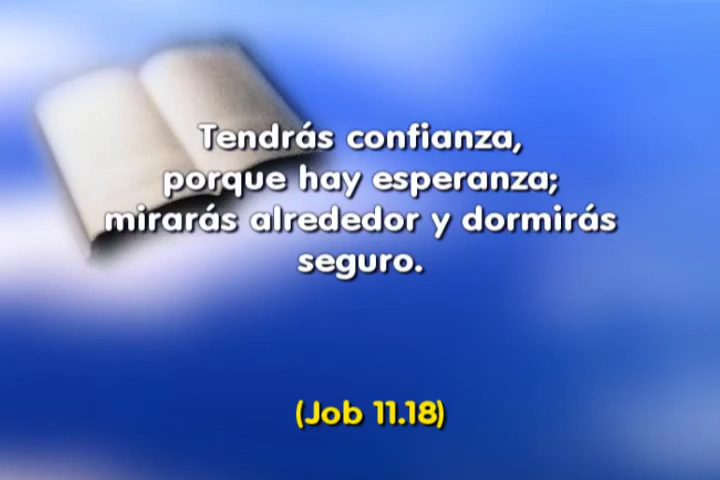 Tendrás confianza,
porque hay esperanza;
mirarás alrededor y dormirás
seguro.
(Job 11.18)